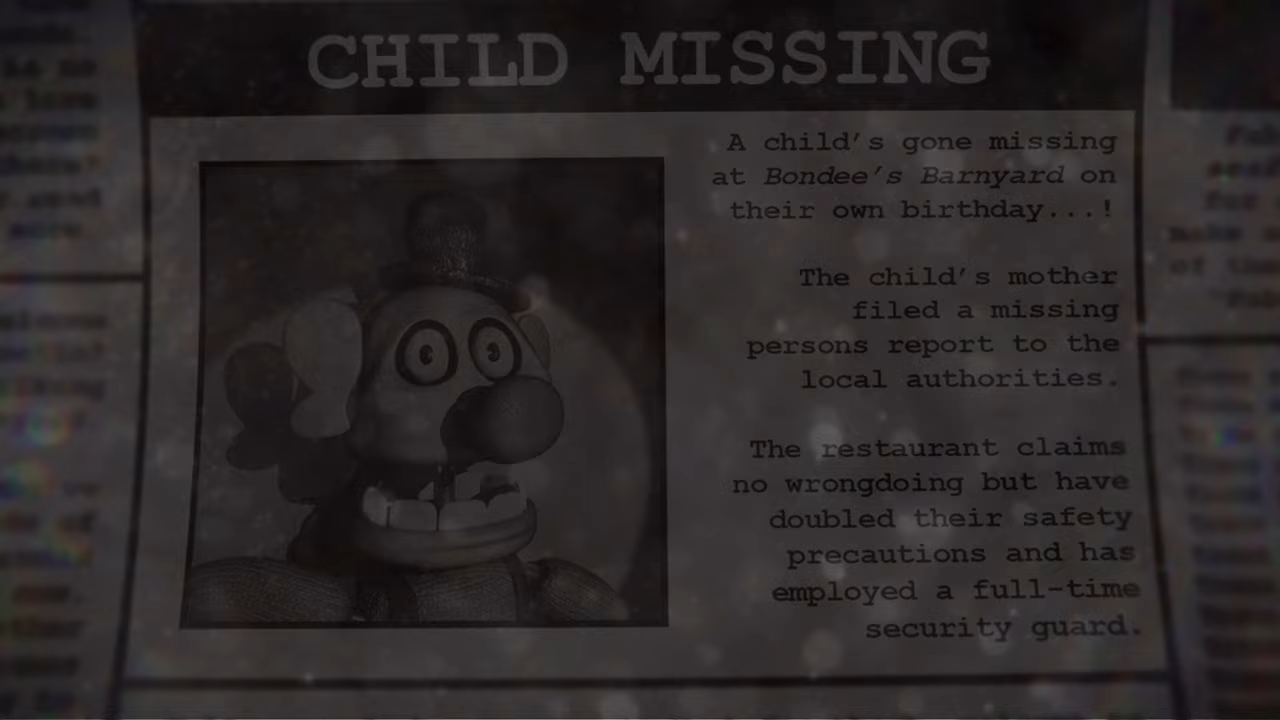 CHILD MISSING
A child's gone missing
at Bondee's Barnyard on
their own birthday...!
The child's mother
filed a missing
persons report to the
local authorities.
The restaurant claims
no wrongdoing but have
doubled their safety
precautions and has
employed a full-time
security guard.